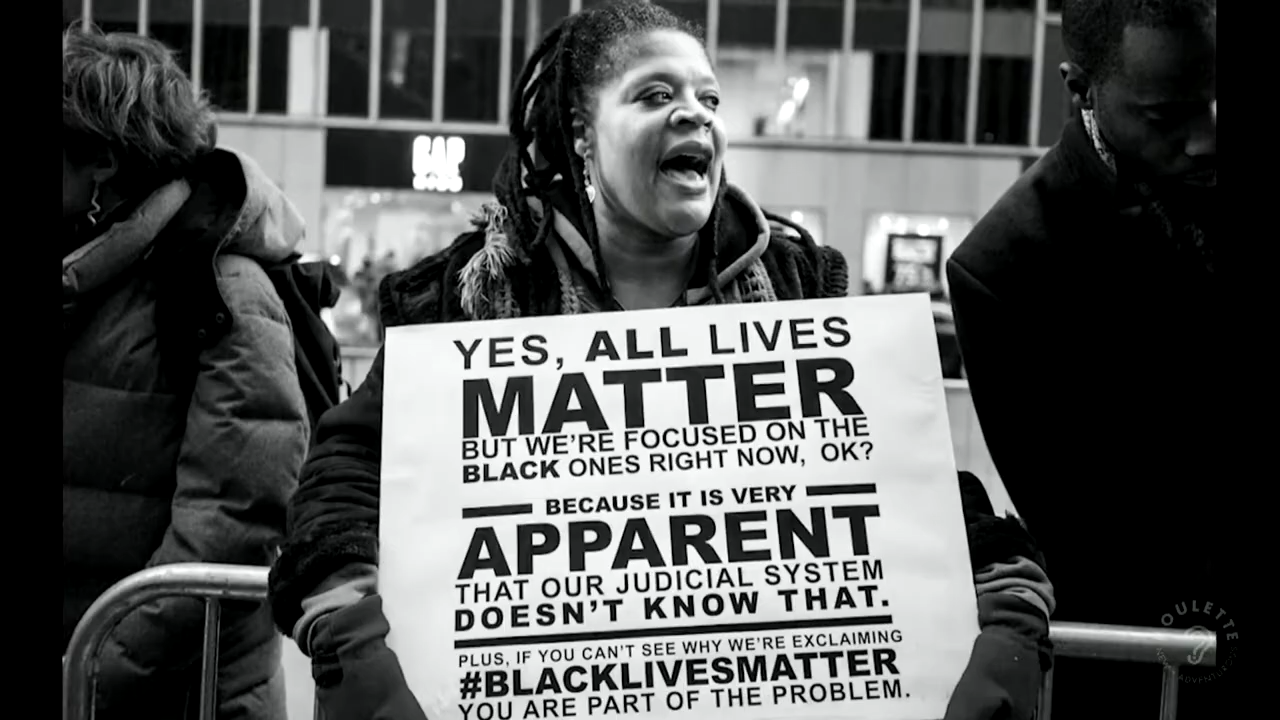 GAP
YES, ALL LIVES
MATTER
BUT WE'RE FOCUSED ON THE
BLACK ONES RIGHT NOW, OK?
BECAUSE IT IS VERY
APPARENT
THAT OUR JUDICIAL SYSTEM
DOESN'T KNOW THAT.
PLUS, IF YOU CAN'T SEE WHY WE'RE EXCLAIMING
#BLACKLIVESMATTER
YOU ARE PART OF THE PROBLEM.
OULETTE